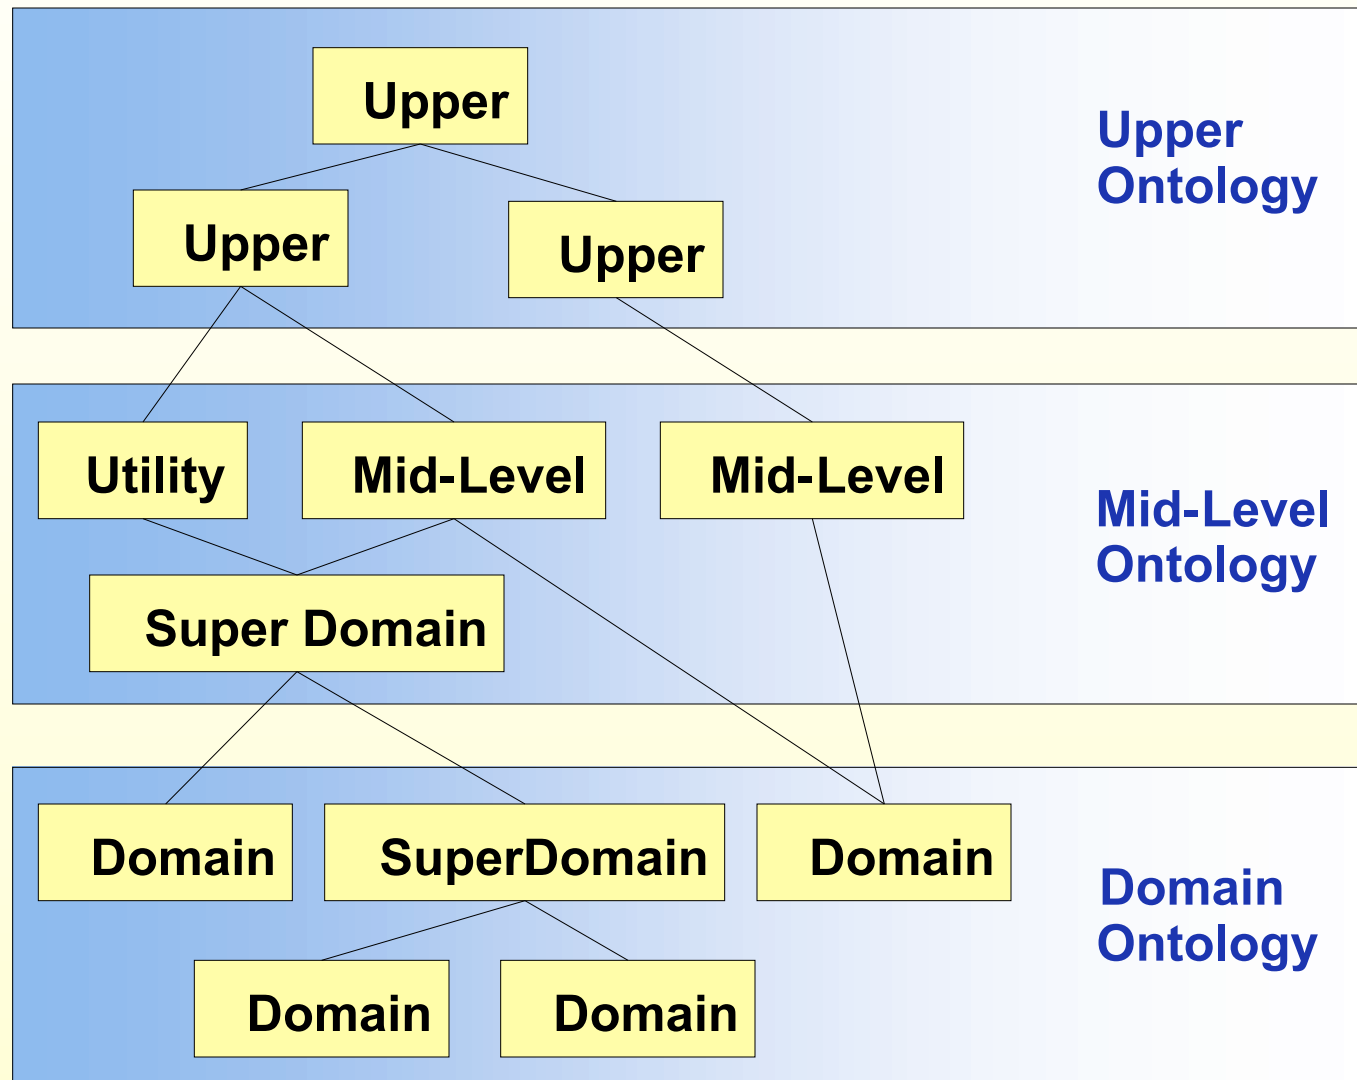 Upper
Upper
Ontology
Upper
Upper
Utility
Mid-Level
Mid-Level
Mid-Level
Ontology
Super Domain
Domain
SuperDomain
Domain
Domain
Ontology
Domain
Domain